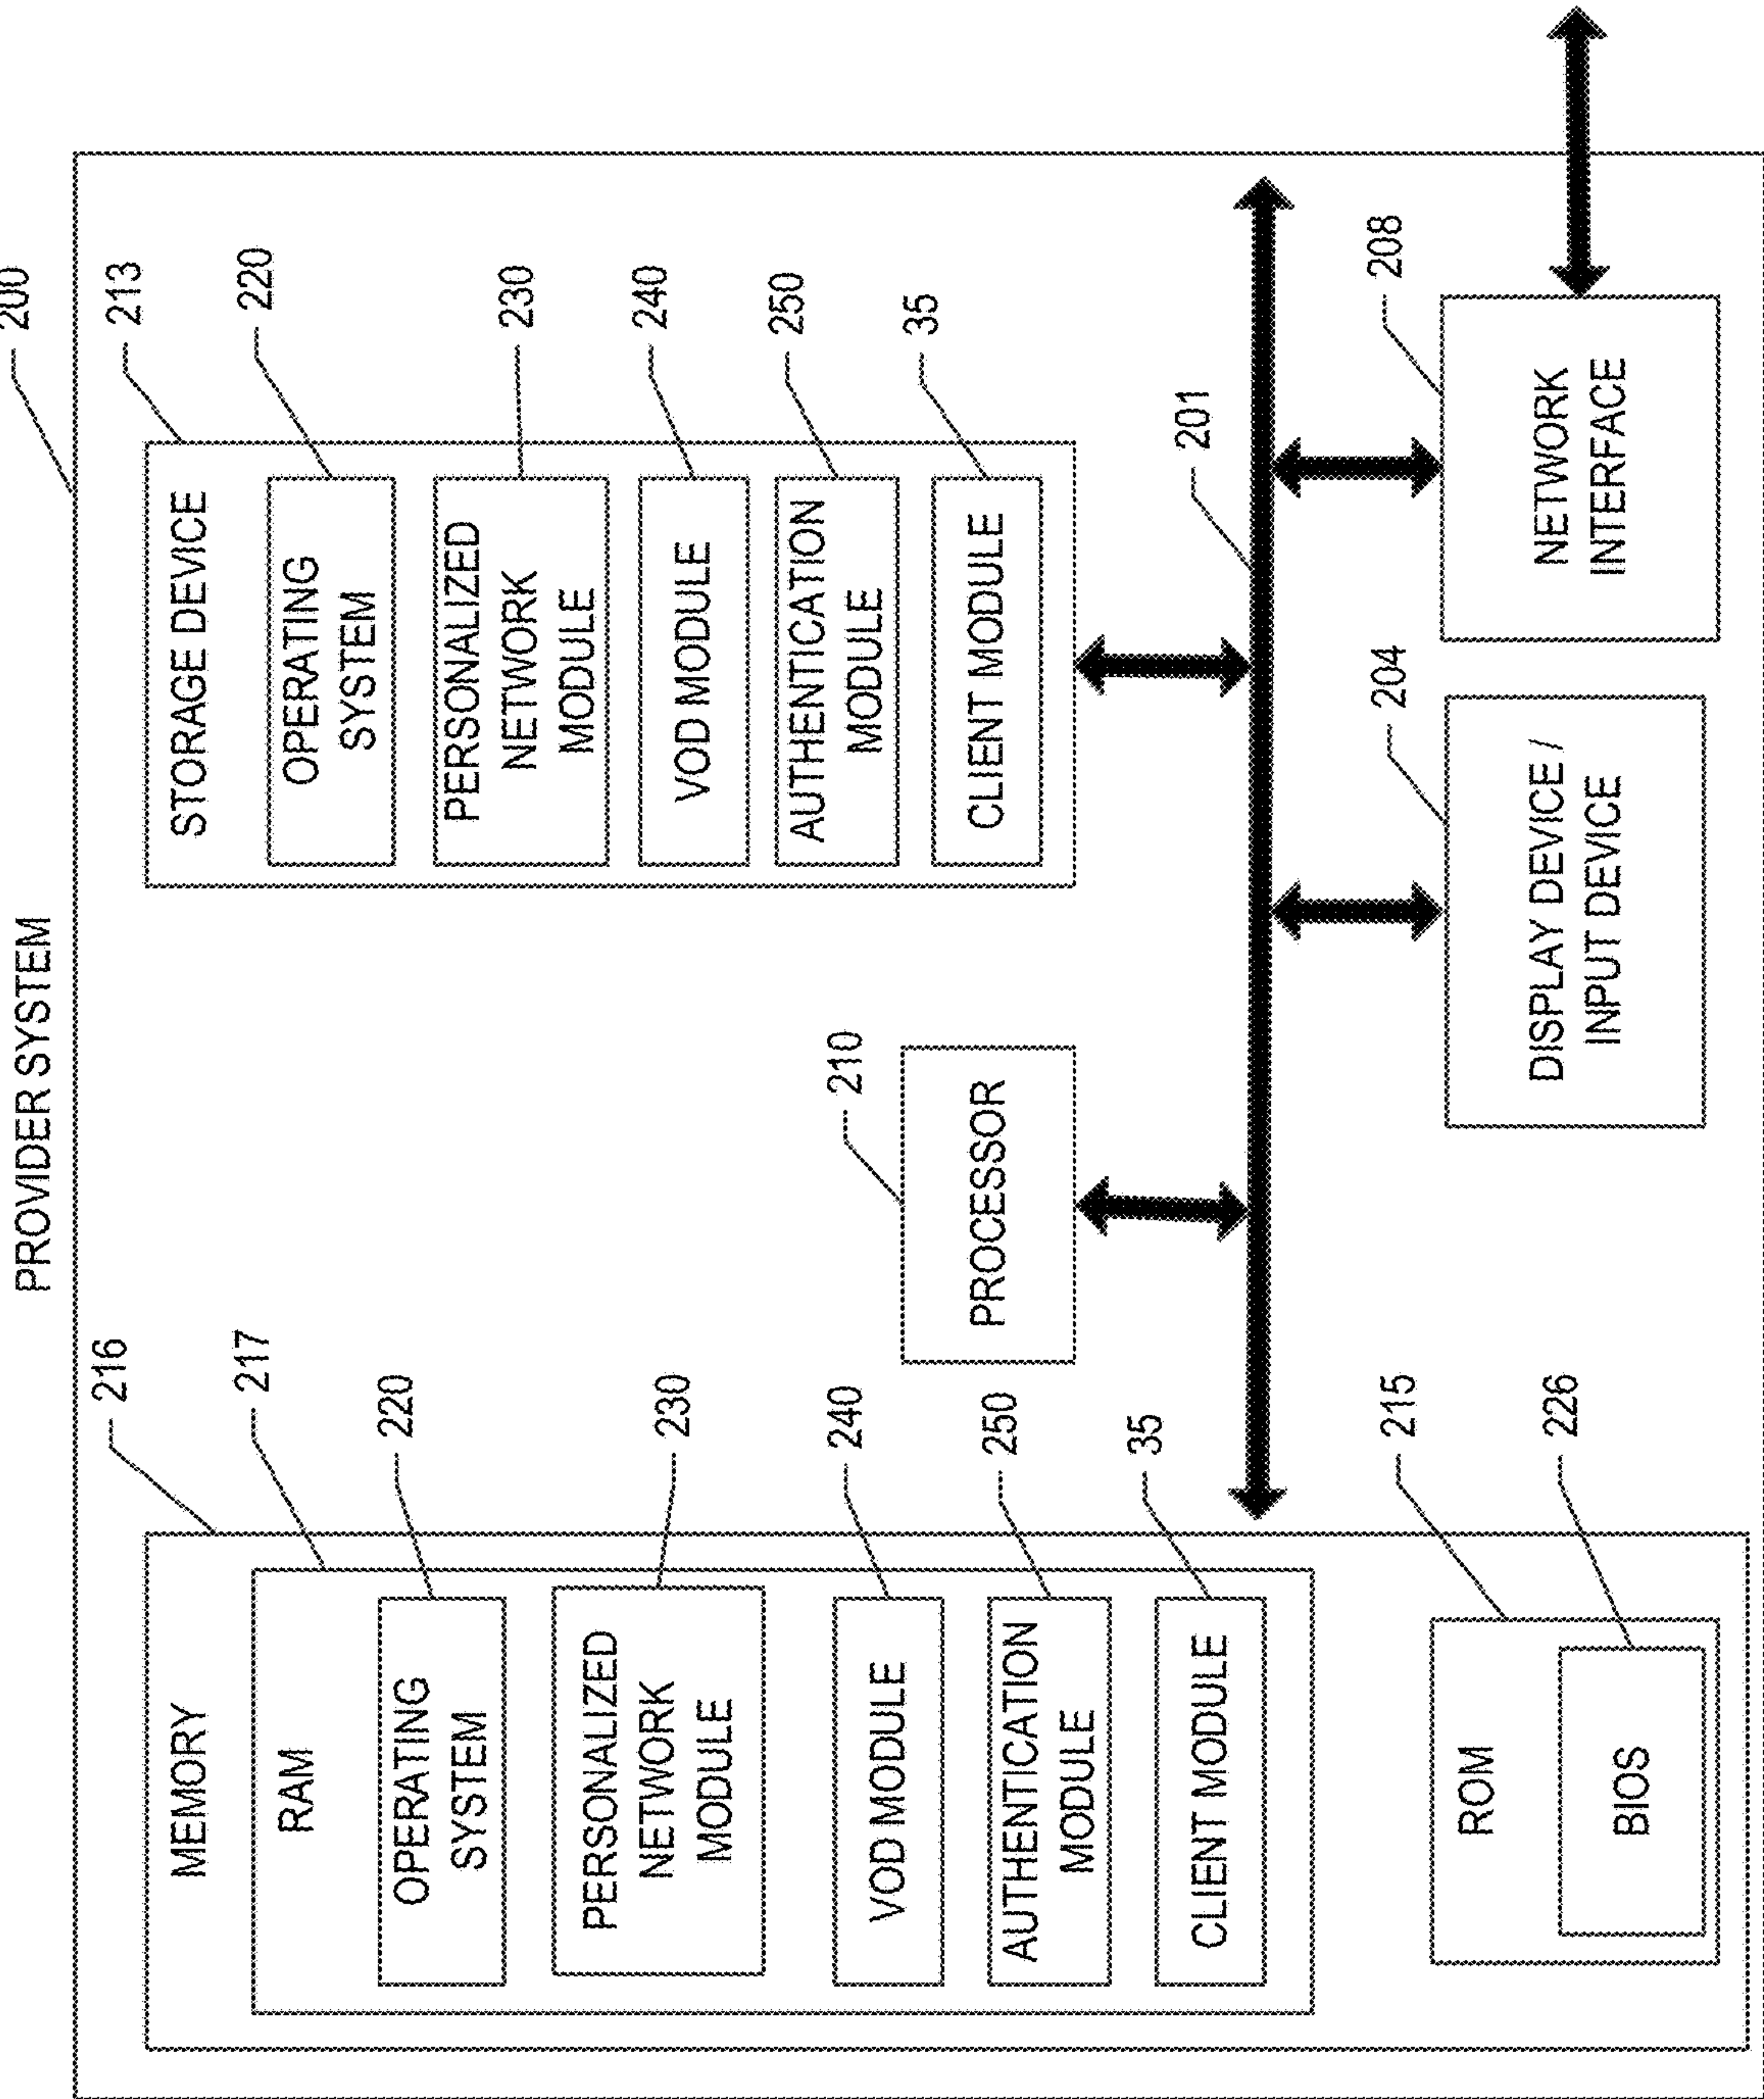 PROVIDER SYSTEM
200
MEMORY
216
RAM
217
OPERATING
SYSTEM
220
PERSONALIZED
NETWORK
MODULE
230
VOD MODULE
240
AUTHENTICATION
MODULE
250
CLIENT MODULE
35
ROM
215
BIOS
226
PROCESSOR
210
STORAGE DEVICE
213
OPERATING
SYSTEM
220
PERSONALIZED
NETWORK
MODULE
230
VOD MODULE
240
AUTHENTICATION
MODULE
250
CLIENT MODULE
35
201
DISPLAY DEVICE /
INPUT DEVICE
204
NETWORK
INTERFACE
208